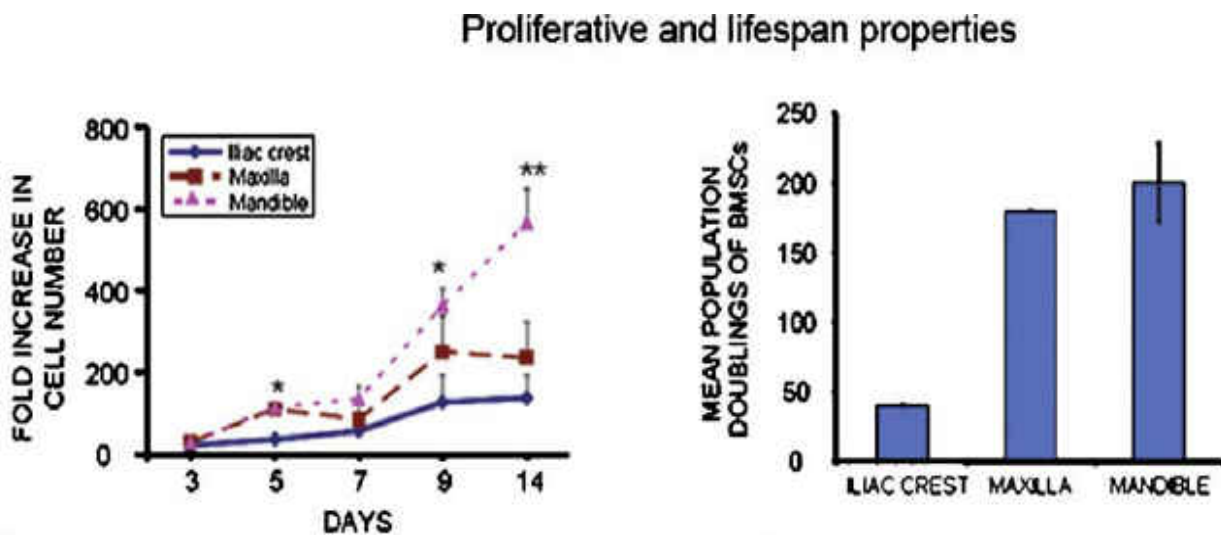 Proliferative and lifespan properties
FOLD INCREASE IN
CELL NUMBER
800
600
400
200
0
Iliac crest
Maxilla
Mandible
*
*
**
3 5 7 9 14
DAYS
MEAN POPULATION
DOUBLINGS OF BMSCs
250
200
150
100
50
0
ILIAC CREST MAXILLA MANDIBLE